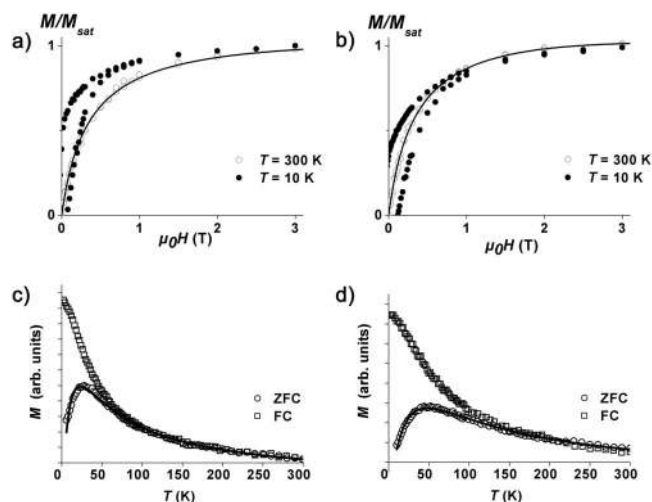 M/M_sat
a)
1
0
T = 300 K
T = 10 K
0 1 2 3
μ₀H (T)
M/M_sat
b)
1
0
T = 300 K
T = 10 K
0 1 2 3
μ₀H (T)
c)
M (arb. units)
ZFC
FC
0 50 100 150 200 250 300
T (K)
d)
M (arb. units)
ZFC
FC
0 50 100 150 200 250 300
T (K)